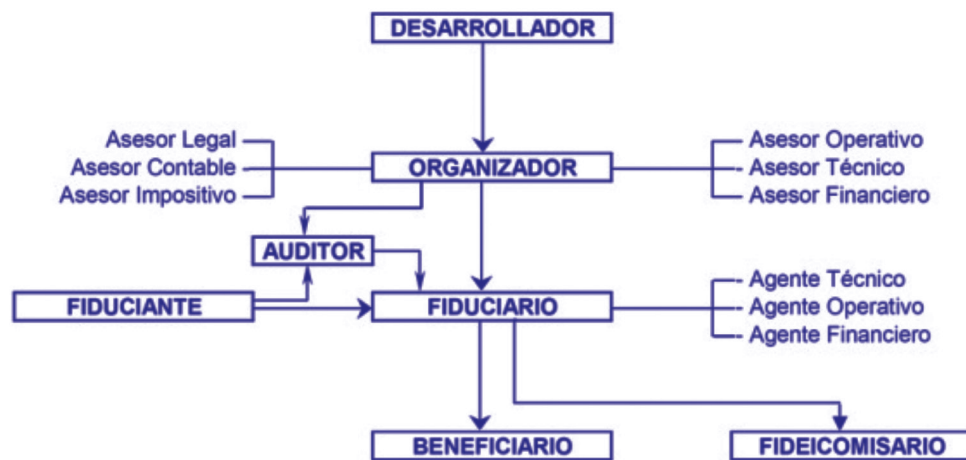 DESARROLLADOR
Asesor Legal
Asesor Contable
Asesor Impositivo
ORGANIZADOR
Asesor Operativo
Asesor Técnico
Asesor Financiero
AUDITOR
FIDUCIANTE
FIDUCIARIO
Agente Técnico
Agente Operativo
Agente Financiero
BENEFICIARIO
FIDEICOMISARIO